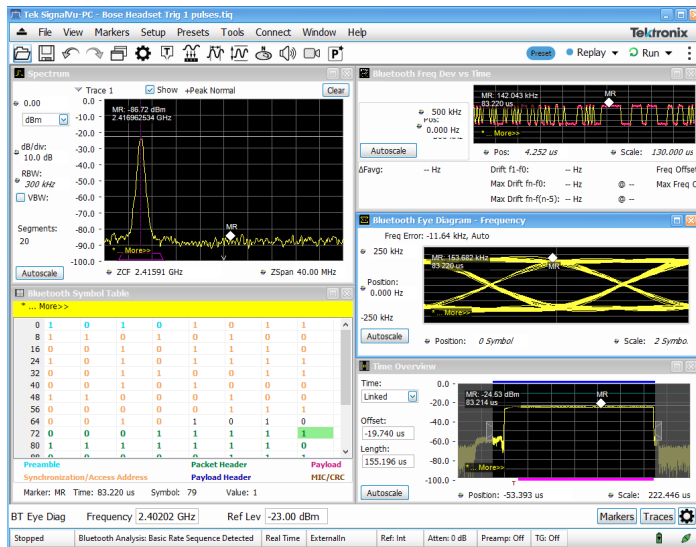 Tek SignalVu-PC - Bose Headset Trig 1 pulses.tiq
File View Markers Setup Presets Tools Connect Window Help
Tektronix
Preset Replay Run
Spectrum
Trace 1 Show +Peak Normal Clear
0.00
dBm
dB/div:
10.0 dB
RBW:
300 kHz
VBW:
Segments:
20
Autoscale
0.0
-10.0
-20.0
-30.0
-40.0
-50.0
-60.0
-70.0
-80.0
-90.0
-100.0
MR: -86.72 dBm
2.416962534 GHz
MR
* ... More>>
ZCF 2.41591 GHz ZSpan 40.00 MHz
Bluetooth Freq Dev vs Time
500 kHz
0.000 Hz
Autoscale
MR: 142.043 kHz
83.220 us
MR
* ... More>>
Pos: 4.252 us Scale: 130.000 us
ΔFavg: -- Hz Drift f1-f0: -- Hz Freq Offset
Max Drift fn-f0: -- Hz @ -- Max Freq O
Max Drift fn-f(n-5): -- Hz @ --
Bluetooth Eye Diagram - Frequency
Freq Error: -11.64 kHz, Auto
250 kHz
Position:
0.000 Hz
-250 kHz
Autoscale
MR: 153.682 kHz
83.220 us
MR
* ... More>>
Position: 0 Symbol Scale: 2 Symbo.
Bluetooth Symbol Table
* ... More>>
0 1 0 1 0 1 0 1 1
8 1 1 0 1 0 1 0 0
16 0 0 0 1 0 1 1 0
24 1 0 1 0 1 1 1 1
32 0 0 1 1 0 0 1 1
40 0 0 1 0 1 1 1 0
48 1 1 0 0 0 1 0 0
56 0 0 0 0 0 1 1 1
64 0 0 1 0 1 0 1 0
72 0 0 0 1 1 1 1 1
80 1 1 1 1 1 1 1 0
Preamble Packet Header Payload
Synchronization/Access Address Payload Header MIC/CRC
Marker: MR Time: 83.220 us Symbol: 79 Value: 1
Time Overview
Time:
Linked
Offset:
-19.740 us
Length:
155.196 us
Autoscale
0.0
-20.0
-40.0
-60.0
-80.0
-100.0
MR: -24.53 dBm
83.214 us
MR
* ... More>>
T
Position: -53.393 us Scale: 222.446 us
BT Eye Diag Frequency 2.40202 GHz Ref Lev -23.00 dBm Markers Traces
Stopped Bluetooth Analysis: Basic Rate Sequence Detected Real Time ExternalIn Ref: Int Atten: 0 dB Preamp: Off TG: Off